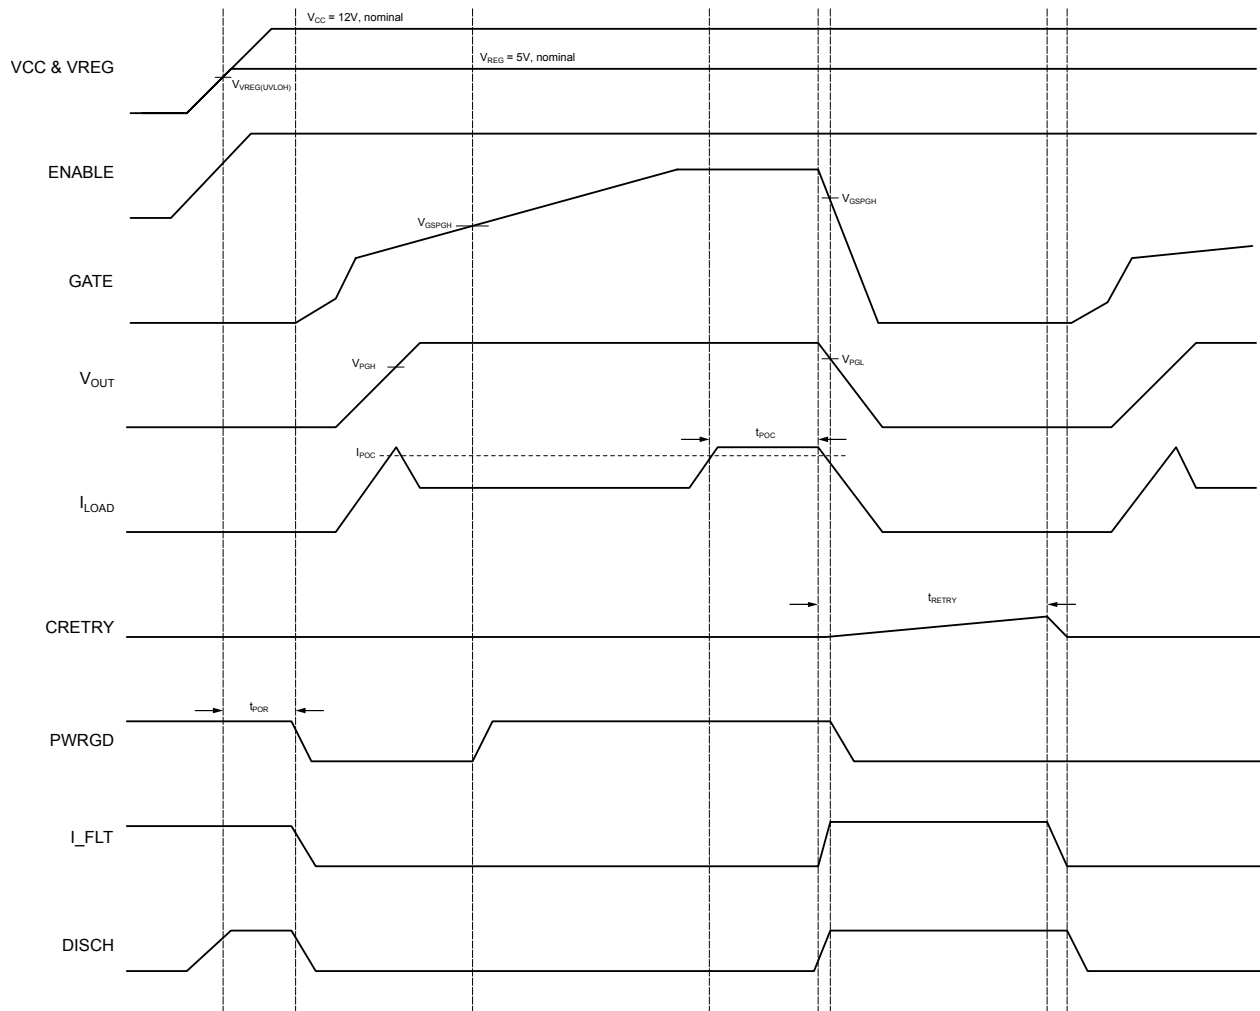 V_CC = 12V, nominal
VCC & VREG
V_REG = 5V, nominal
V_VREG(UVLOH)
ENABLE
V_GSPGH
V_GSPGH
GATE
V_PGH
V_PGL
V_OUT
t_POC
I_POC
I_LOAD
t_RETRY
CRETRY
t_POR
PWRGD
I_FLT
DISCH